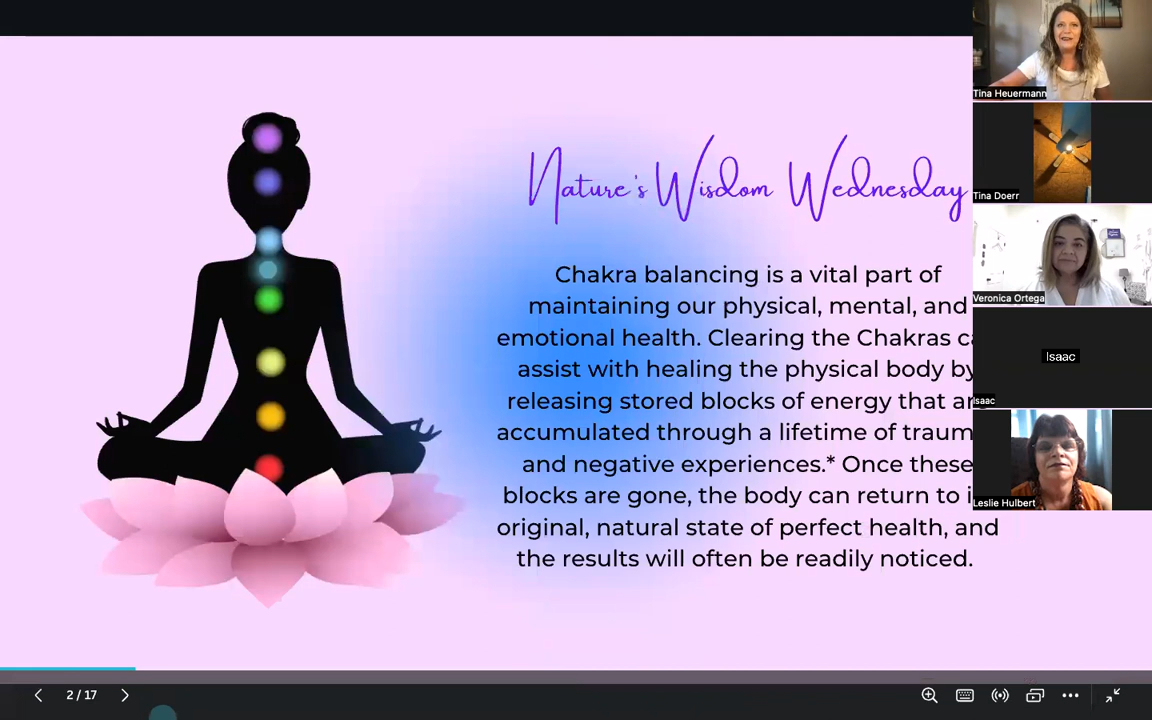 Nature's Wisdom Wednesday
Chakra balancing is a vital part of
maintaining our physical, mental, and
emotional health. Clearing the Chakras ca
assist with healing the physical body by
releasing stored blocks of energy that are
accumulated through a lifetime of traum
and negative experiences.* Once these
blocks are gone, the body can return to i
original, natural state of perfect health, and
the results will often be readily noticed.
Tina Heuermann
Tina Doerr
Veronica Ortega
Isaac
Isaac
Leslie Hulbert
2 / 17